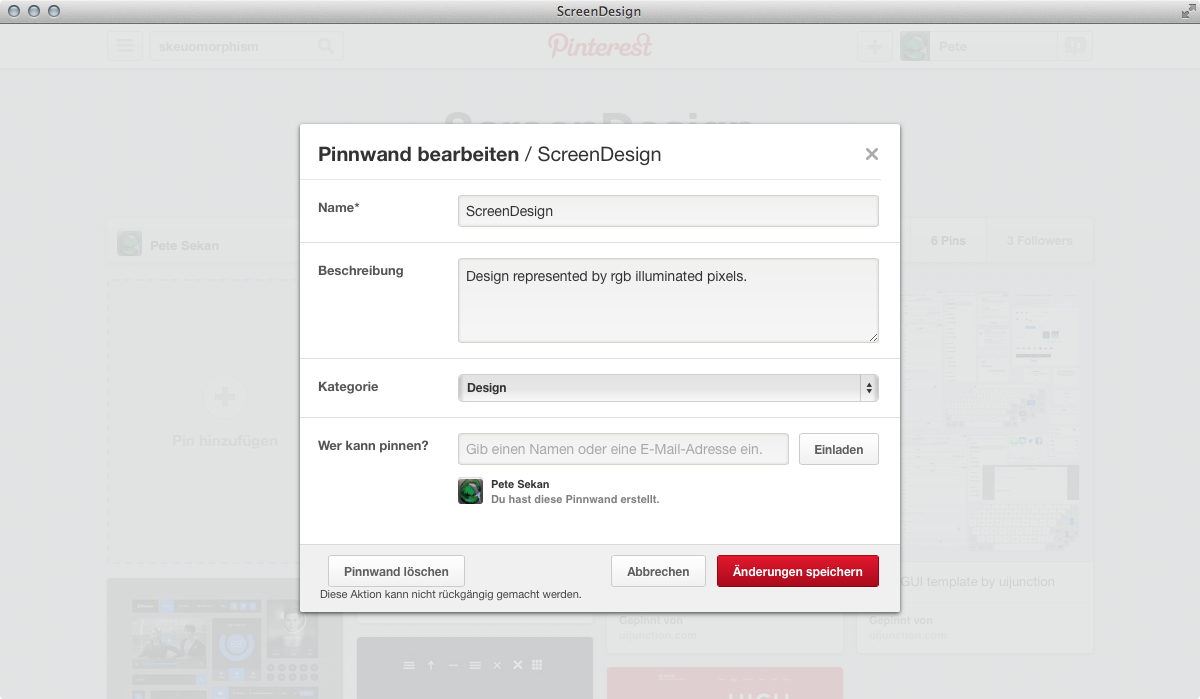 ScreenDesign
skeuomorphism
Pinterest
Pete
ScreenDesign
Pinnwand bearbeiten / ScreenDesign
Name*
ScreenDesign
Pete Sekan
6 Pins
3 Followers
Beschreibung
Design represented by rgb illuminated pixels.
Kategorie
Design
Pin hinzufügen
Wer kann pinnen?
Gib einen Namen oder eine E-Mail-Adresse ein.
Einladen
Pete Sekan
Du hast diese Pinnwand erstellt.
Pinnwand löschen
Abbrechen
Änderungen speichern
Diese Aktion kann nicht rückgängig gemacht werden.
GUI template by uijunction
Gepinnt von
uijunction.com
Gepinnt von
uijunction.com
HIGH